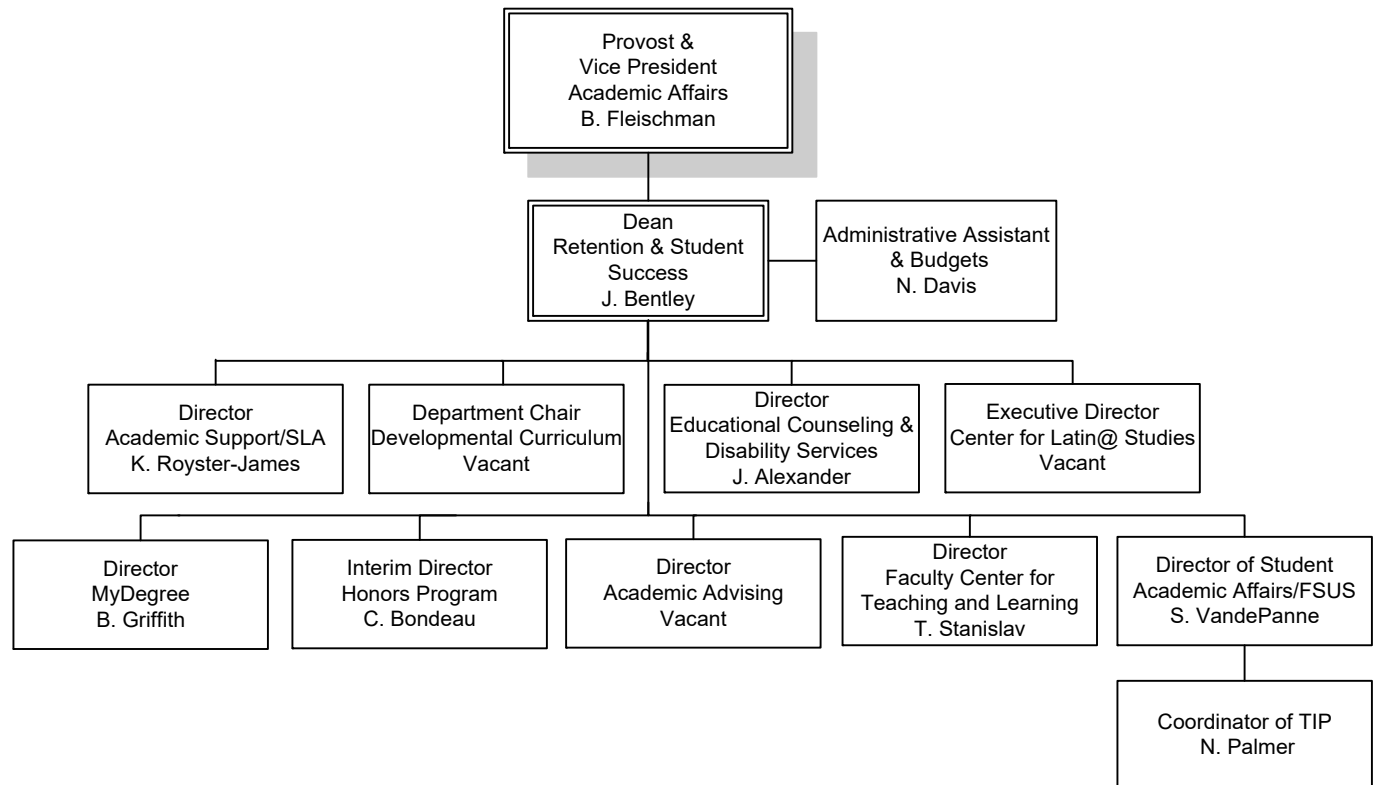 Provost &
Vice President
Academic Affairs
B. Fleischman
Dean
Retention & Student
Success
J. Bentley
Administrative Assistant
& Budgets
N. Davis
Director
Academic Support/SLA
K. Royster-James
Department Chair
Developmental Curriculum
Vacant
Director
Educational Counseling &
Disability Services
J. Alexander
Executive Director
Center for Latin@ Studies
Vacant
Director
MyDegree
B. Griffith
Interim Director
Honors Program
C. Bondeau
Director
Academic Advising
Vacant
Director
Faculty Center for
Teaching and Learning
T. Stanislav
Director of Student
Academic Affairs/FSUS
S. VandePanne
Coordinator of TIP
N. Palmer